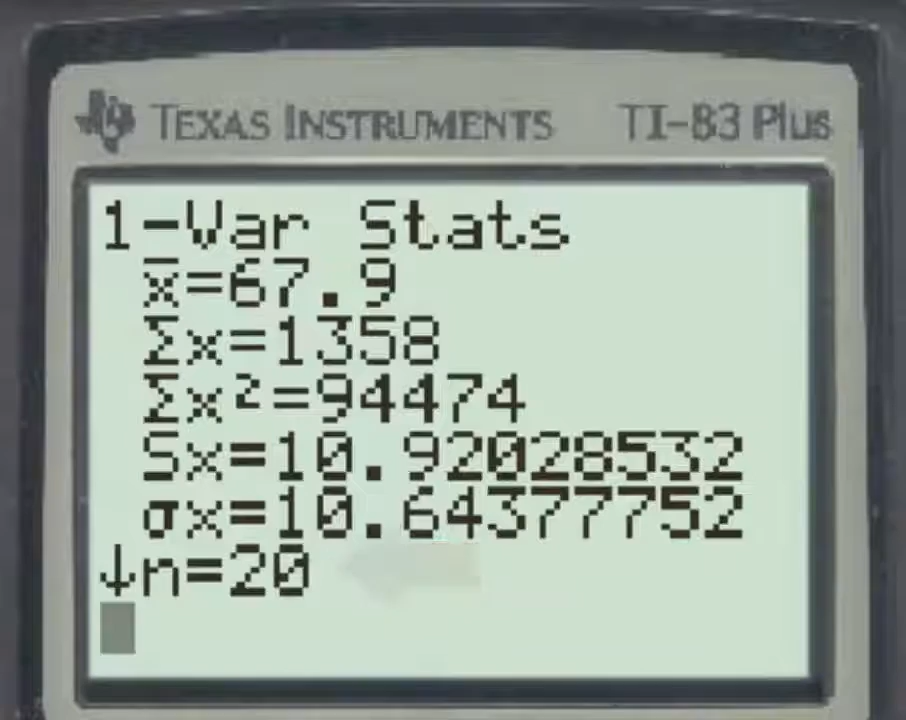 TEXAS INSTRUMENTS TI-83 Plus
1-Var Stats
x̄=67.9
Σx=1358
Σx²=94474
Sx=10.92028532
σx=10.64377752
↓n=20